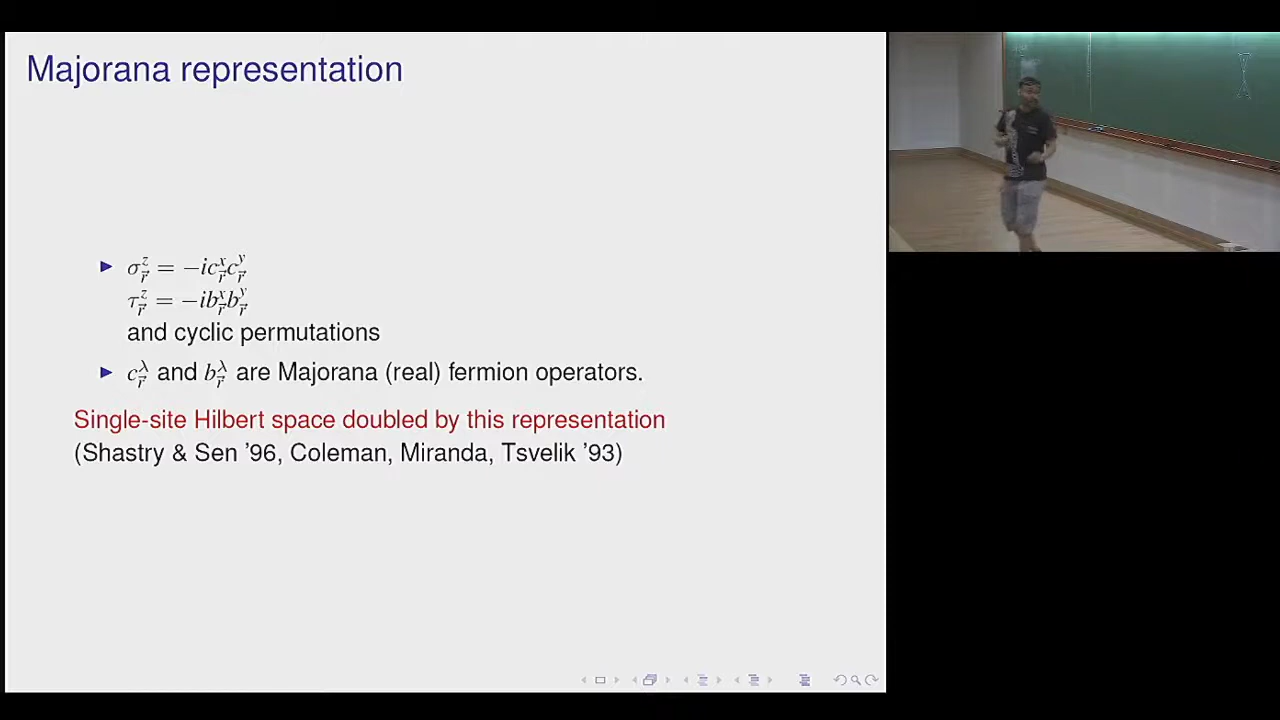 Majorana representation
σ^z_r⃗ = −ic^x_r⃗ c^y_r⃗
τ^z_r⃗ = −ib^x_r⃗ b^y_r⃗
and cyclic permutations
c^λ_r⃗ and b^λ_r⃗ are Majorana (real) fermion operators.
Single-site Hilbert space doubled by this representation
(Shastry & Sen ’96, Coleman, Miranda, Tsvelik ’93)